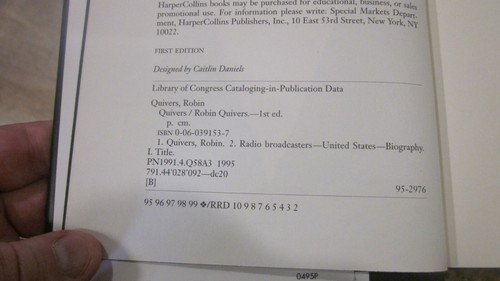 HarperCollins books may be purchased for educational, business, or sales
promotional use. For information please write: Special Markets Depart-
ment, HarperCollins Publishers, Inc., 10 East 53rd Street, New York, NY
10022.
FIRST EDITION
Designed by Caitlin Daniels
Library of Congress Cataloging-in-Publication Data
Quivers, Robin
Quivers / Robin Quivers.—1st ed.
p. cm.
ISBN 0-06-039153-7
1. Quivers, Robin. 2. Radio broadcasters—United States—Biography.
I. Title.
PN1991.4.Q58A3 1995
791.44'028'092—dc20
[B] 95-2976
95 96 97 98 99 ❖/RRD 10 9 8 7 6 5 4 3 2
0495P